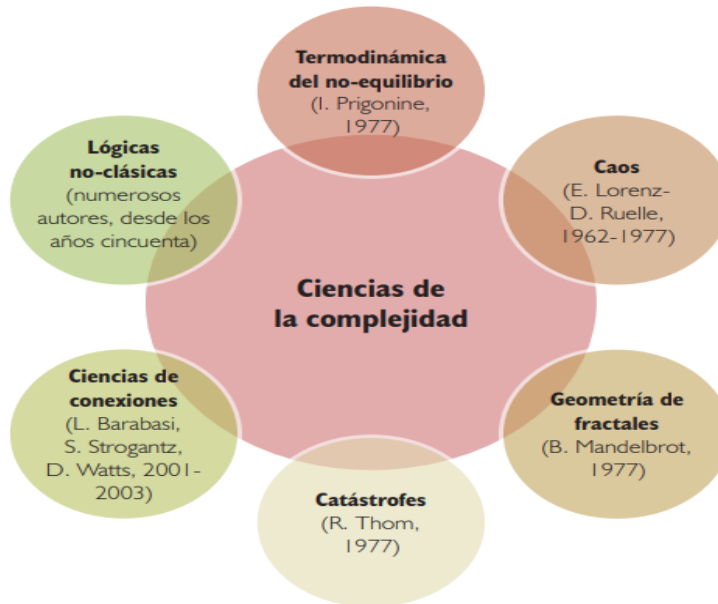 Termodinámica
del no-equilibrio
(I. Prigonine,
1977)
Lógicas
no-clásicas
(numerosos
autores, desde los
años cincuenta)
Caos
(E. Lorenz-
D. Ruelle,
1962-1977)
Ciencias de
la complejidad
Ciencias de
conexiones
(L. Barabasi,
S. Strogantz,
D. Watts, 2001-
2003)
Geometría de
fractales
(B. Mandelbrot,
1977)
Catástrofes
(R. Thom,
1977)